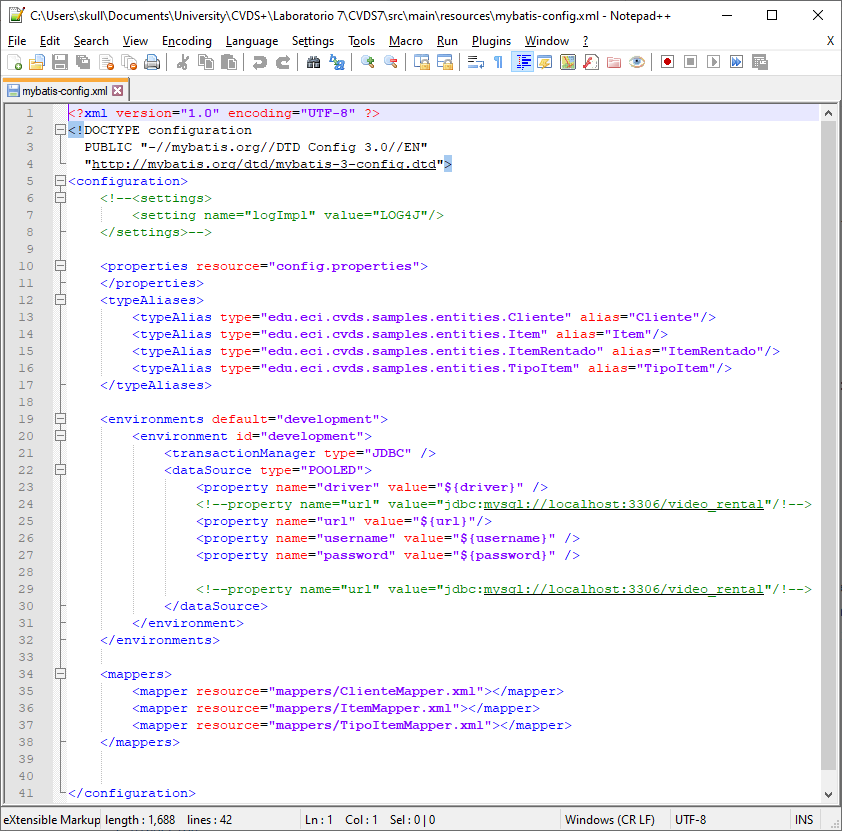 C:\Users\skull\Documents\University\CVDS+\Laboratorio 7\CVDS7\src\main\resources\mybatis-config.xml - Notepad++
File Edit Search View Encoding Language Settings Tools Macro Run Plugins Window ? X
mybatis-config.xml
1 <?xml version="1.0" encoding="UTF-8" ?>
2 <!DOCTYPE configuration
3   PUBLIC "-//mybatis.org//DTD Config 3.0//EN"
4   "http://mybatis.org/dtd/mybatis-3-config.dtd">
5 <configuration>
6     <!--<settings>
7         <setting name="logImpl" value="LOG4J"/>
8     </settings>-->
9
10     <properties resource="config.properties">
11     </properties>
12     <typeAliases>
13         <typeAlias type="edu.eci.cvds.samples.entities.Cliente" alias="Cliente"/>
14         <typeAlias type="edu.eci.cvds.samples.entities.Item" alias="Item"/>
15         <typeAlias type="edu.eci.cvds.samples.entities.ItemRentado" alias="ItemRentado"/>
16         <typeAlias type="edu.eci.cvds.samples.entities.TipoItem" alias="TipoItem"/>
17     </typeAliases>
18
19     <environments default="development">
20         <environment id="development">
21             <transactionManager type="JDBC" />
22             <dataSource type="POOLED">
23                 <property name="driver" value="${driver}" />
24                 <!--property name="url" value="jdbc:mysql://localhost:3306/video_rental"/!-->
25                 <property name="url" value="${url}"/>
26                 <property name="username" value="${username}" />
27                 <property name="password" value="${password}" />
28
29                 <!--property name="url" value="jdbc:mysql://localhost:3306/video_rental"/!-->
30             </dataSource>
31         </environment>
32     </environments>
33
34     <mappers>
35         <mapper resource="mappers/ClienteMapper.xml"></mapper>
36         <mapper resource="mappers/ItemMapper.xml"></mapper>
37         <mapper resource="mappers/TipoItemMapper.xml"></mapper>
38     </mappers>
39
40
41 </configuration>
eXtensible Markup length : 1,688 lines : 42 Ln : 1 Col : 1 Sel : 0 | 0 Windows (CR LF) UTF-8 INS